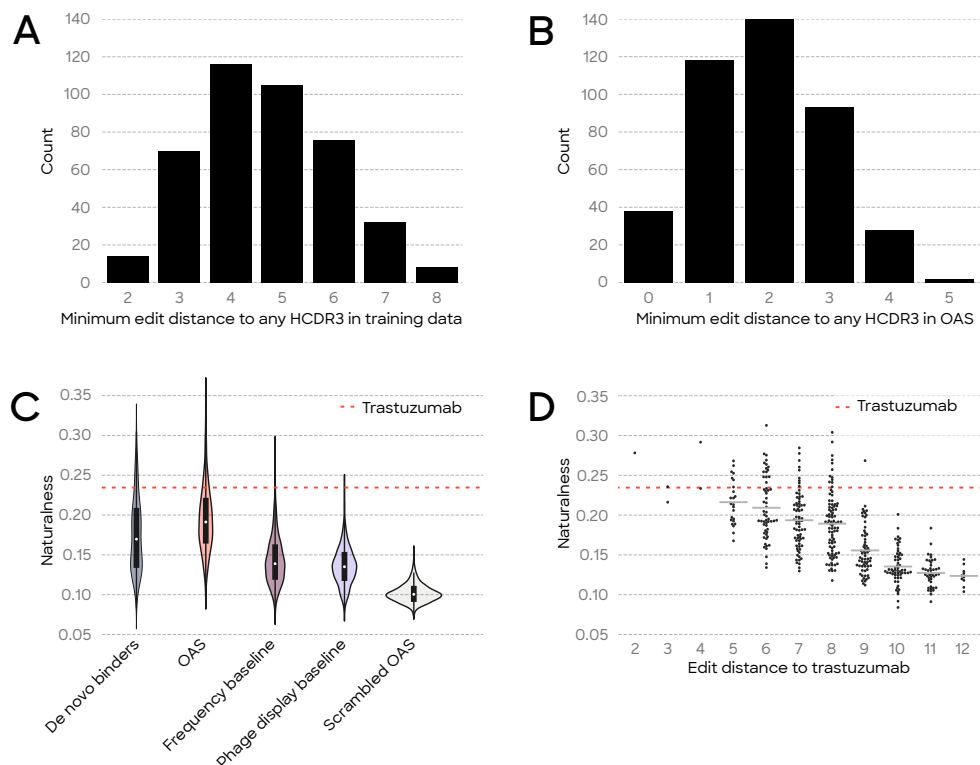 A
140
120
100
80
60
40
20
0
Count
2 3 4 5 6 7 8
Minimum edit distance to any HCDR3 in training data
B
140
120
100
80
60
40
20
0
Count
0 1 2 3 4 5
Minimum edit distance to any HCDR3 in OAS
C
0.35
0.30
0.25
0.20
0.15
0.10
0.05
Naturalness
Trastuzumab
De novo binders
OAS
Frequency baseline
Phage display baseline
Scrambled OAS
D
0.35
0.30
0.25
0.20
0.15
0.10
0.05
Naturalness
Trastuzumab
2 3 4 5 6 7 8 9 10 11 12
Edit distance to trastuzumab